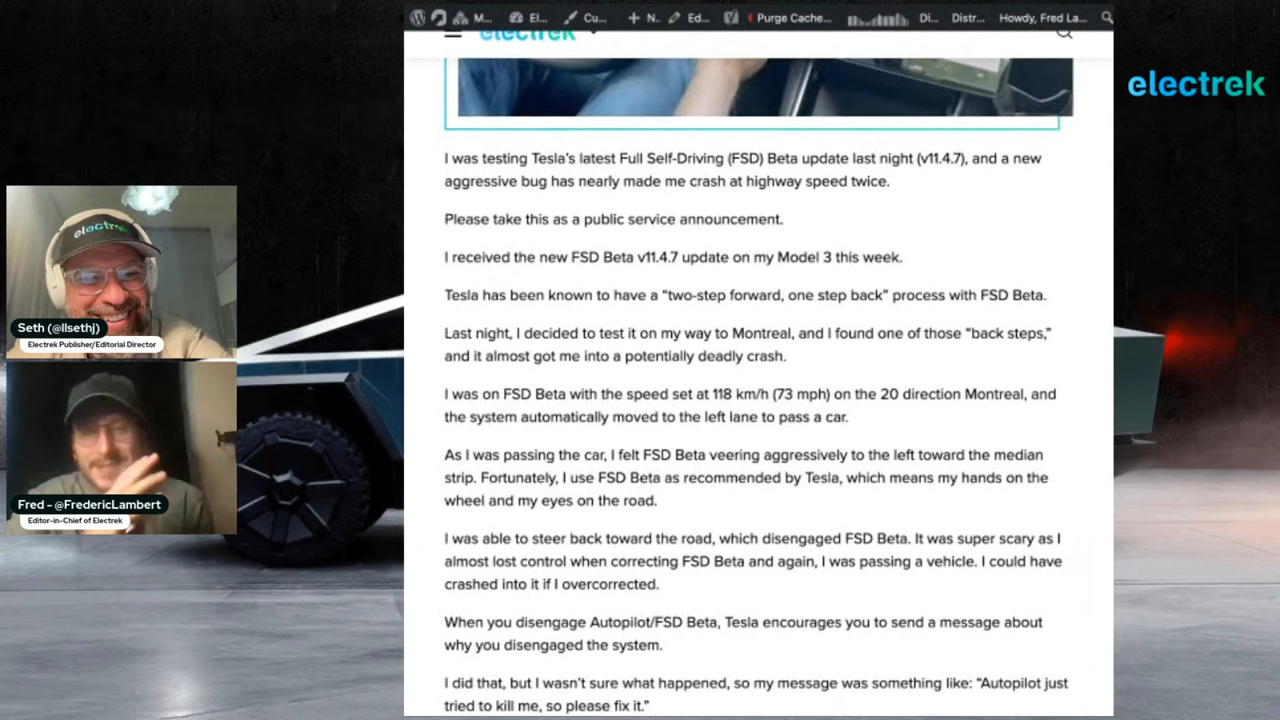 M... El... Cu... N. Ed... Purge Cache... Di... Distr... Howdy, Fred La...
electrek
electrek
I was testing Tesla's latest Full Self-Driving (FSD) Beta update last night (v11.4.7), and a new
aggressive bug has nearly made me crash at highway speed twice.
Please take this as a public service announcement.
I received the new FSD Beta v11.4.7 update on my Model 3 this week.
Tesla has been known to have a “two-step forward, one step back” process with FSD Beta.
Last night, I decided to test it on my way to Montreal, and I found one of those “back steps,”
and it almost got me into a potentially deadly crash.
I was on FSD Beta with the speed set at 118 km/h (73 mph) on the 20 direction Montreal, and
the system automatically moved to the left lane to pass a car.
As I was passing the car, I felt FSD Beta veering aggressively to the left toward the median
strip. Fortunately, I use FSD Beta as recommended by Tesla, which means my hands on the
wheel and my eyes on the road.
I was able to steer back toward the road, which disengaged FSD Beta. It was super scary as I
almost lost control when correcting FSD Beta and again, I was passing a vehicle. I could have
crashed into it if I overcorrected.
When you disengage Autopilot/FSD Beta, Tesla encourages you to send a message about
why you disengaged the system.
I did that, but I wasn't sure what happened, so my message was something like: “Autopilot just
tried to kill me, so please fix it.”
electrek
Seth (@llsethj)
Electrek Publisher/Editorial Director
Fred - @FredericLambert
Editor-in-Chief of Electrek